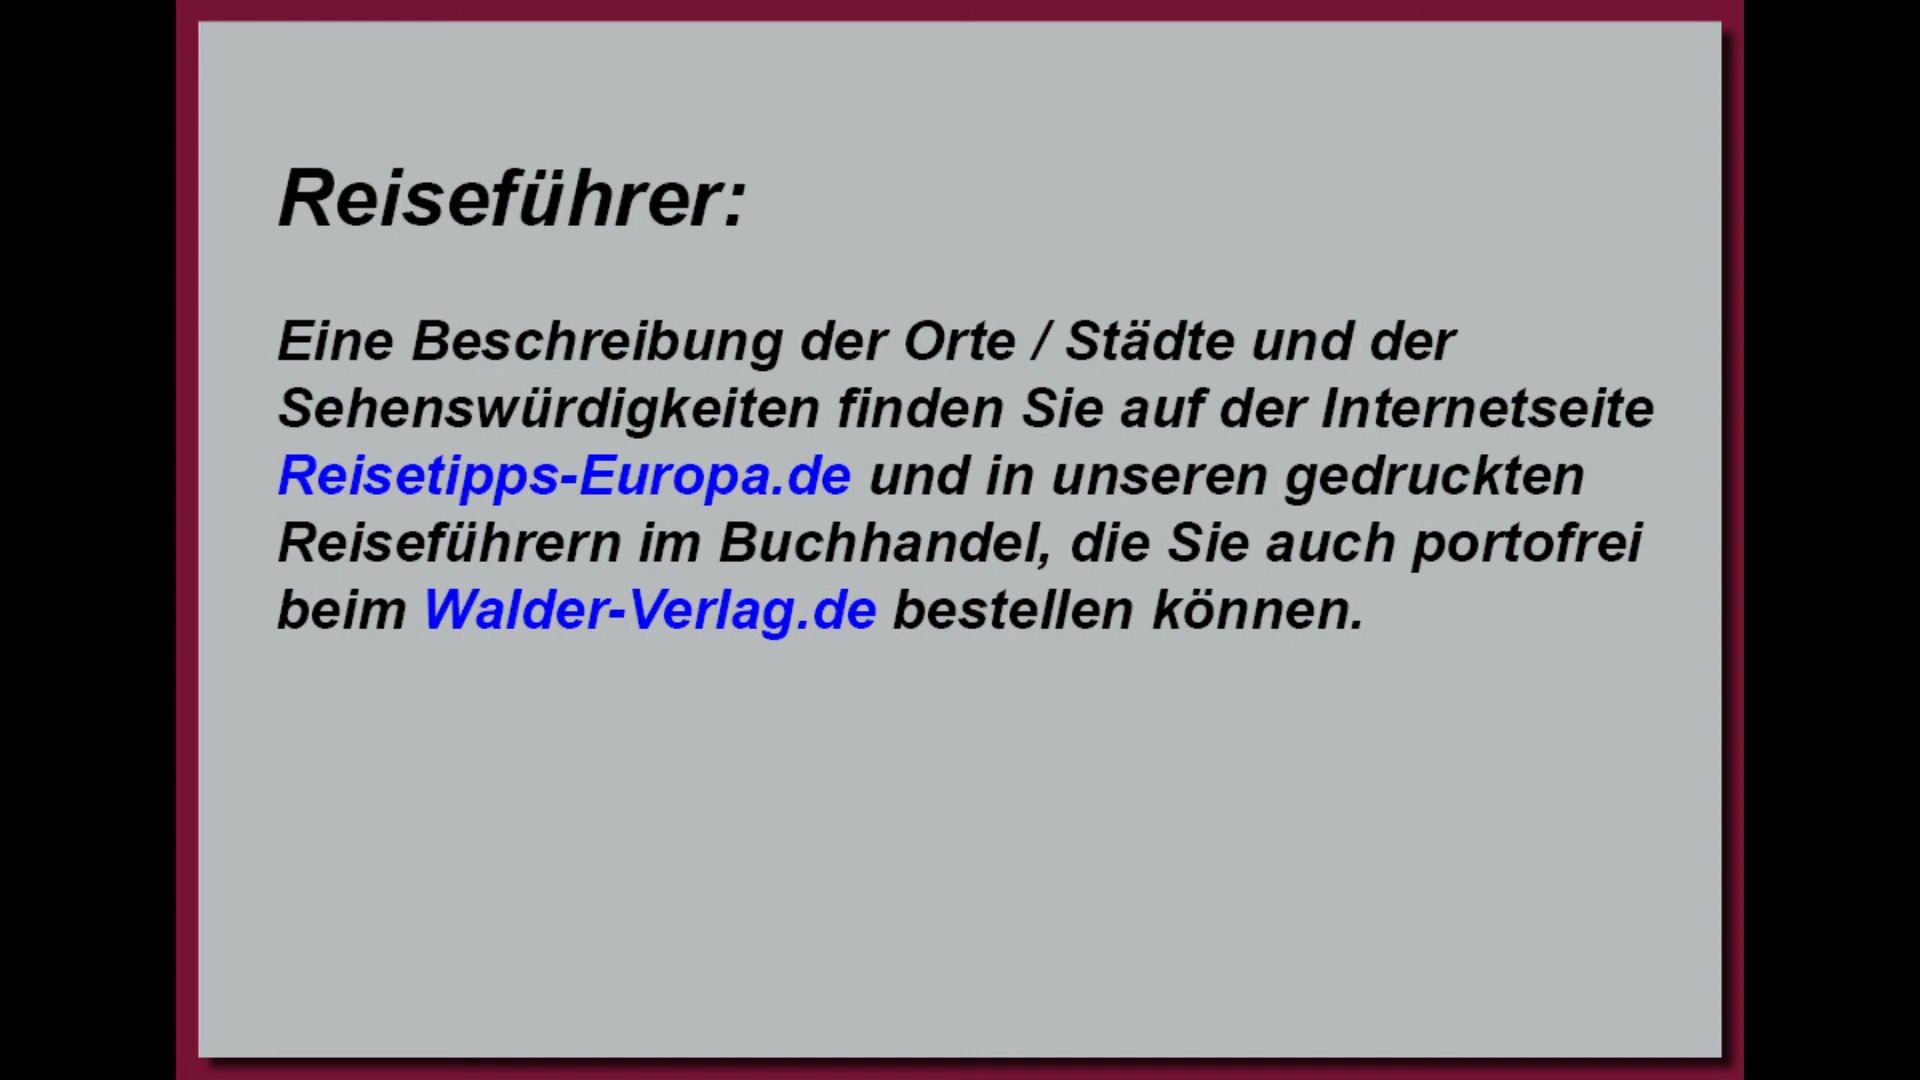 Reiseführer:
Eine Beschreibung der Orte / Städte und der
Sehenswürdigkeiten finden Sie auf der Internetseite
Reisetipps-Europa.de und in unseren gedruckten
Reiseführern im Buchhandel, die Sie auch portofrei
beim Walder-Verlag.de bestellen können.